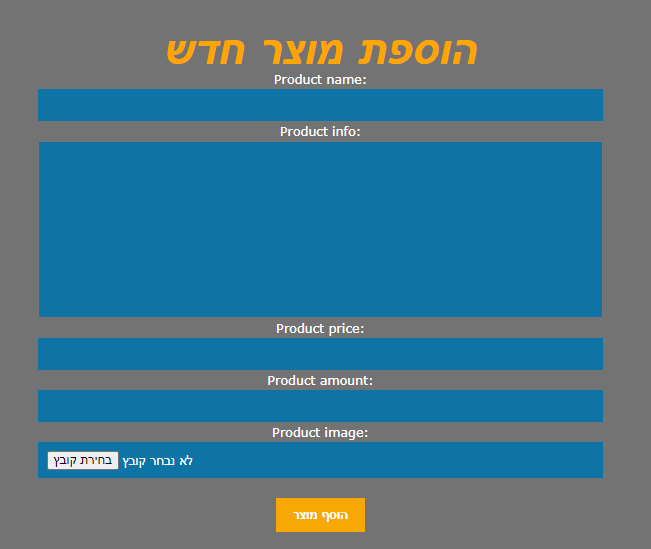 הוספת מוצר חדש
Product name:
Product info:
Product price:
Product amount:
Product image:
בחירת קובץ לא נבחר קובץ
הוסף מוצר